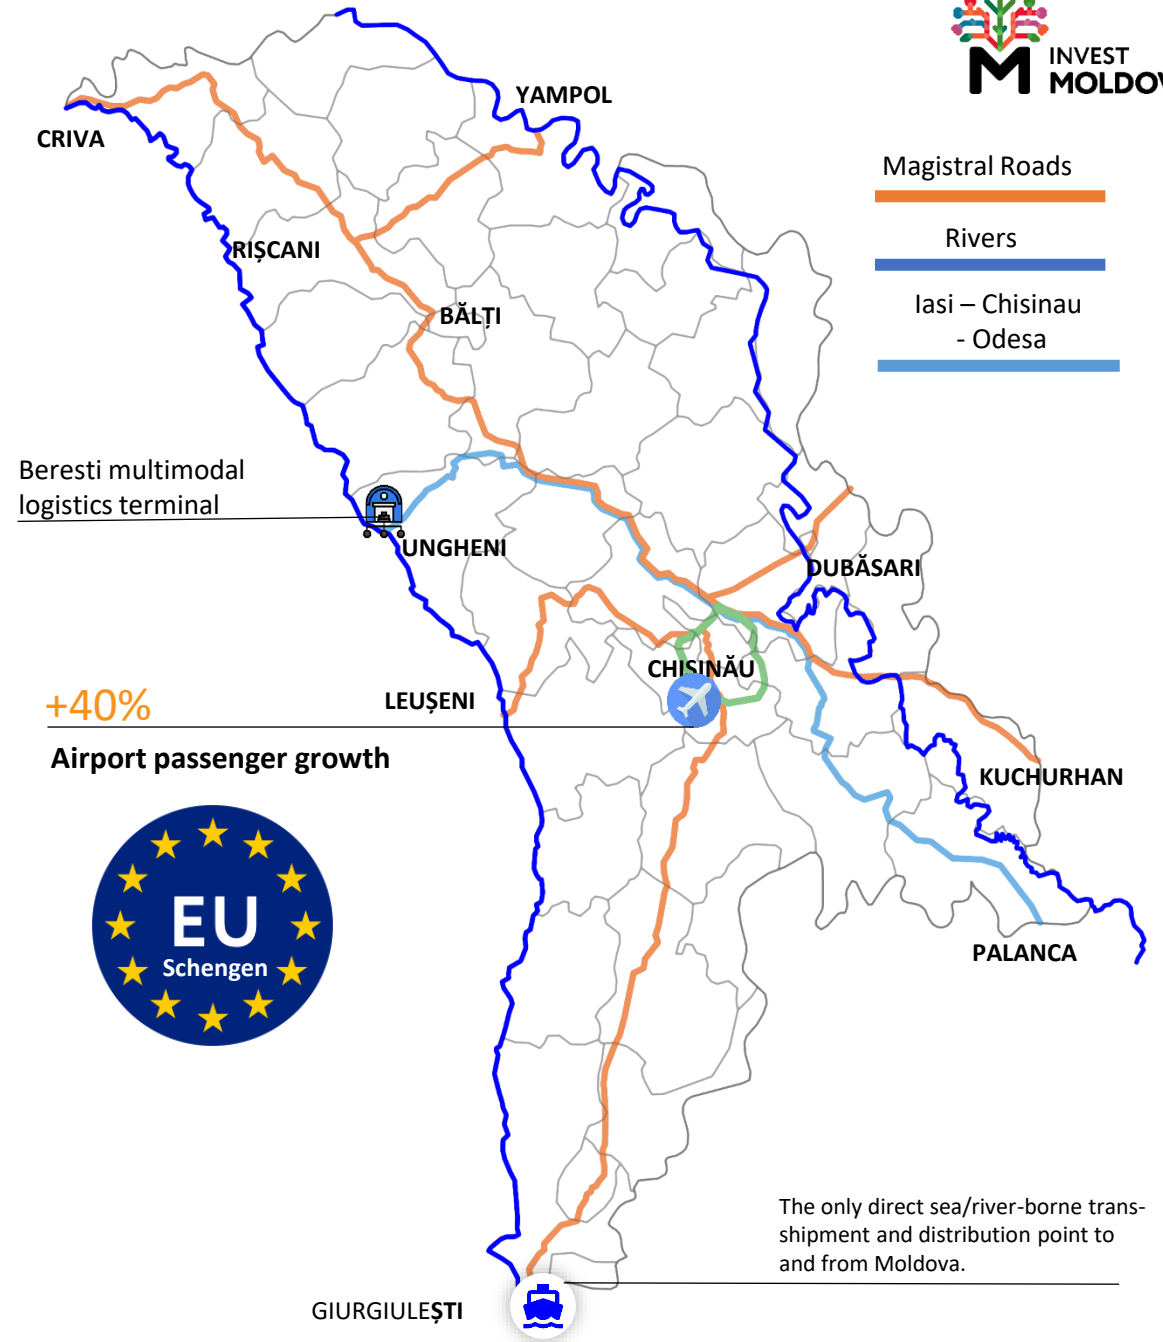 INVEST
MOLDOV
YAMPOL
CRIVA
Magistral Roads
Rivers
RIȘCANI
Iasi – Chisinau
- Odesa
BĂLȚI
Beresti multimodal
logistics terminal
UNGHENI
DUBĂSARI
CHIȘINĂU
+40%
LEUȘENI
Airport passenger growth
KUCHURHAN
EU
Schengen
PALANCA
The only direct sea/river-borne trans-
shipment and distribution point to
and from Moldova.
GIURGIULEȘTI